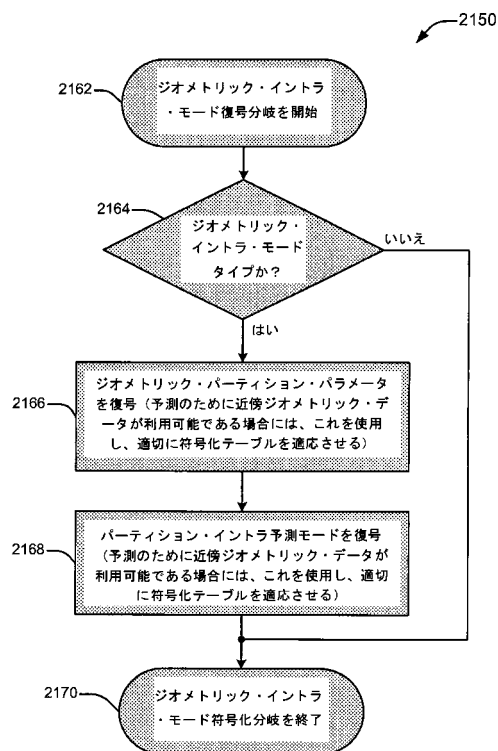 2150
2162
ジオメトリック・イントラ
・モード復号分岐を開始
2164
ジオメトリック・
イントラ・モード
タイプか？
いいえ
はい
2166
ジオメトリック・パーティション・パラメータ
を復号（予測のために近傍ジオメトリック・デ
ータが利用可能である場合には、これを使用
し、適切に符号化テーブルを適応させる）
2168
パーティション・イントラ予測モードを復号
（予測のために近傍ジオメトリック・データが
利用可能である場合には、これを使用し、適切
に符号化テーブルを適応させる）
2170
ジオメトリック・イントラ
・モード符号化分岐を終了